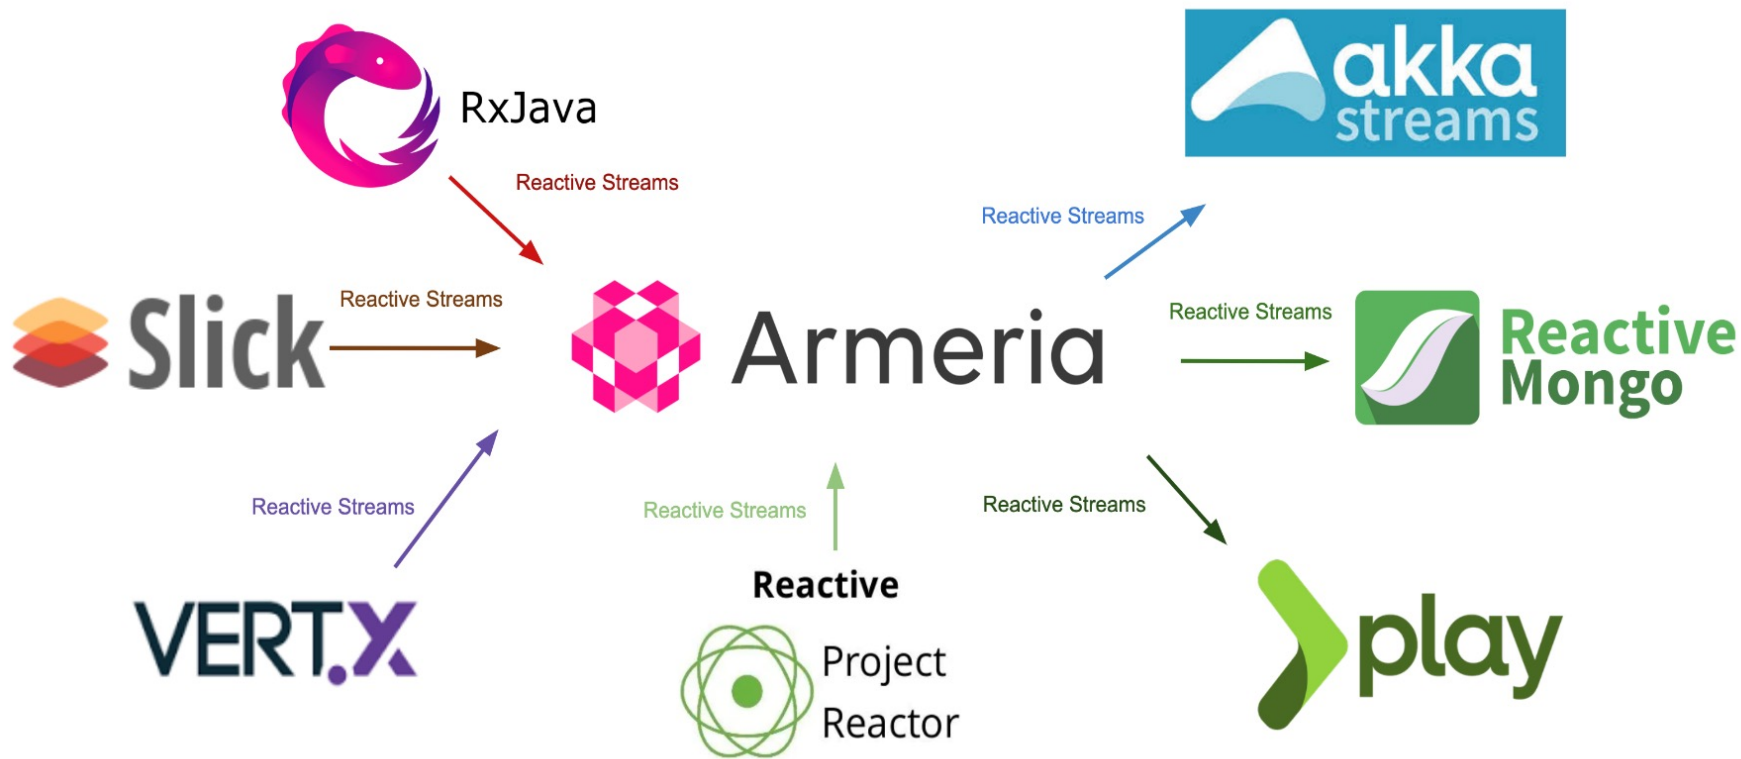 RxJava
akka
streams
Reactive Streams
Reactive Streams
Slick
Reactive Streams
Armeria
Reactive Streams
Reactive
Mongo
Reactive Streams
Reactive Streams
Reactive Streams
VERT.X
Reactive
Project
Reactor
play